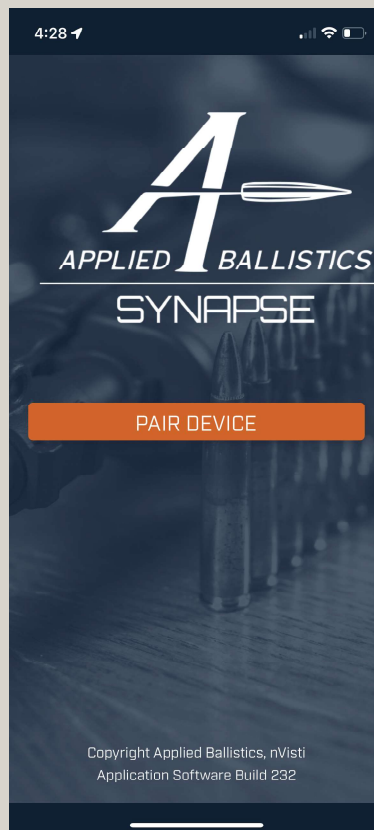 4:28
APPLIED BALLISTICS
SYNAPSE
PAIR DEVICE
Copyright Applied Ballistics, nVisti
Application Software Build 232